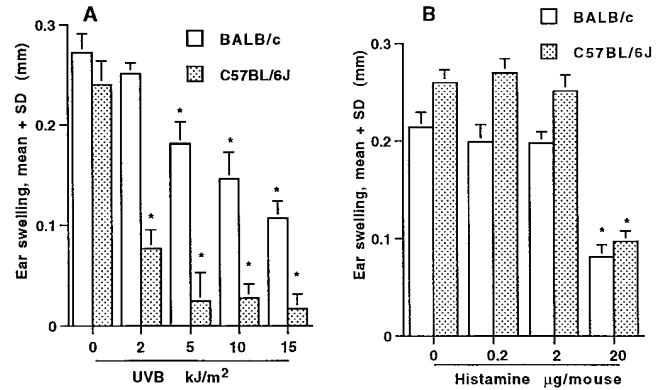 A
0.3
0.2
0.1
0
Ear swelling, mean + SD (mm)
BALB/c
C57BL/6J
*
*
*
*
*
*
*
0 2 5 10 15
UVB kJ/m²
B
0.3
0.2
0.1
0
Ear swelling, mean + SD (mm)
BALB/c
C57BL/6J
* *
0 0.2 2 20
Histamine µg/mouse